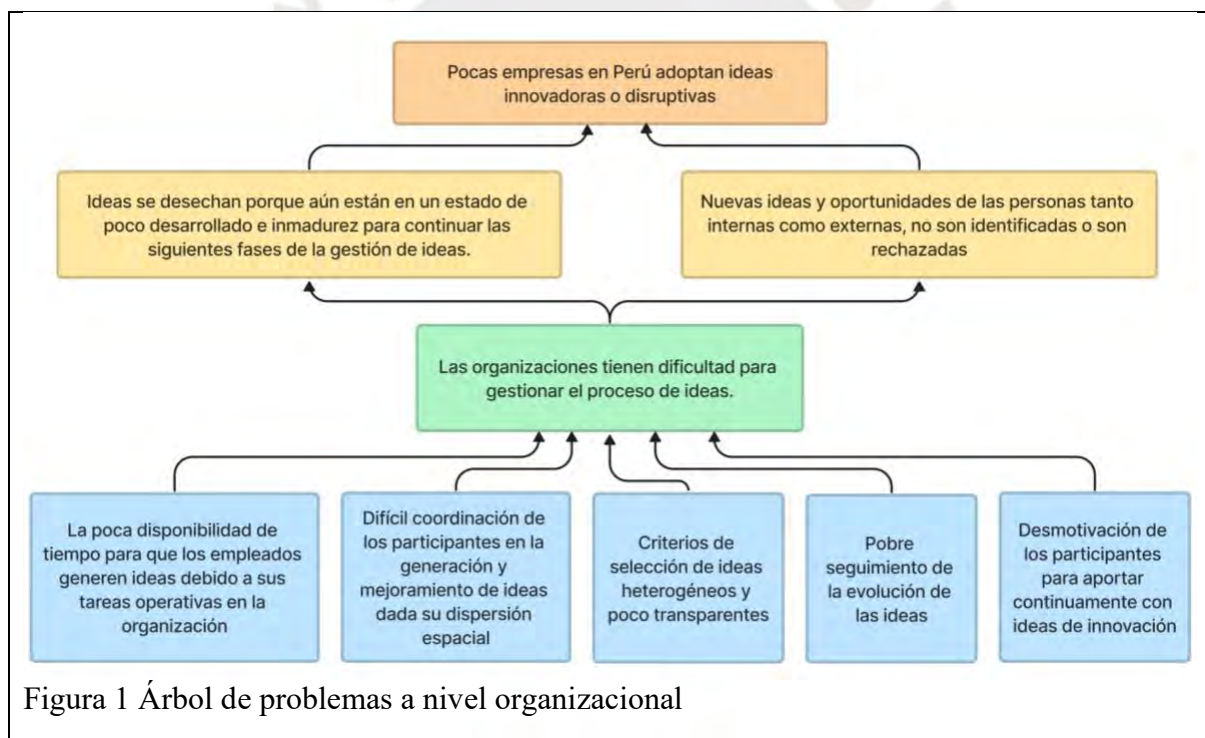 Pocas empresas en Perú adoptan ideas
innovadoras o disruptivas
Ideas se desechan porque aún están en un estado de
poco desarrollado e inmadurez para continuar las
siguientes fases de la gestión de ideas.
Nuevas ideas y oportunidades de las personas tanto
internas como externas, no son identificadas o son
rechazadas
Las organizaciones tienen dificultad para
gestionar el proceso de ideas.
La poca disponibilidad de
tiempo para que los empleados
generen ideas debido a sus
tareas operativas en la
organización
Difícil coordinación de
los participantes en la
generación y
mejoramiento de ideas
dada su dispersión
espacial
Criterios de
selección de ideas
heterogéneos y
poco transparentes
Pobre
seguimiento de
la evolución de
las ideas
Desmotivación de
los participantes
para aportar
continuamente con
ideas de innovación
Figura 1 Árbol de problemas a nivel organizacional